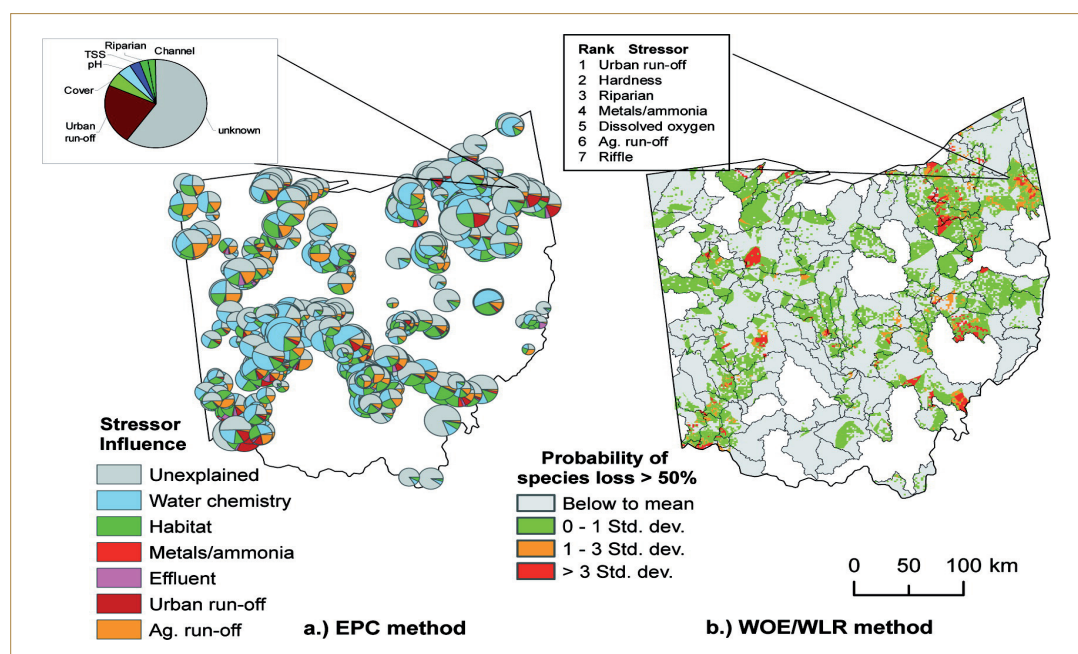 Riparian
Channel
TSS
pH
Cover
Urban
run-off
unknown
Rank Stressor
1 Urban run-off
2 Hardness
3 Riparian
4 Metals/ammonia
5 Dissolved oxygen
6 Ag. run-off
7 Riffle
Stressor
Influence
Unexplained
Water chemistry
Habitat
Metals/ammonia
Effluent
Urban run-off
Ag. run-off
a.) EPC method
Probability of
species loss > 50%
Below to mean
0 - 1 Std. dev.
1 - 3 Std. dev.
> 3 Std. dev.
0 50 100 km
b.) WOE/WLR method